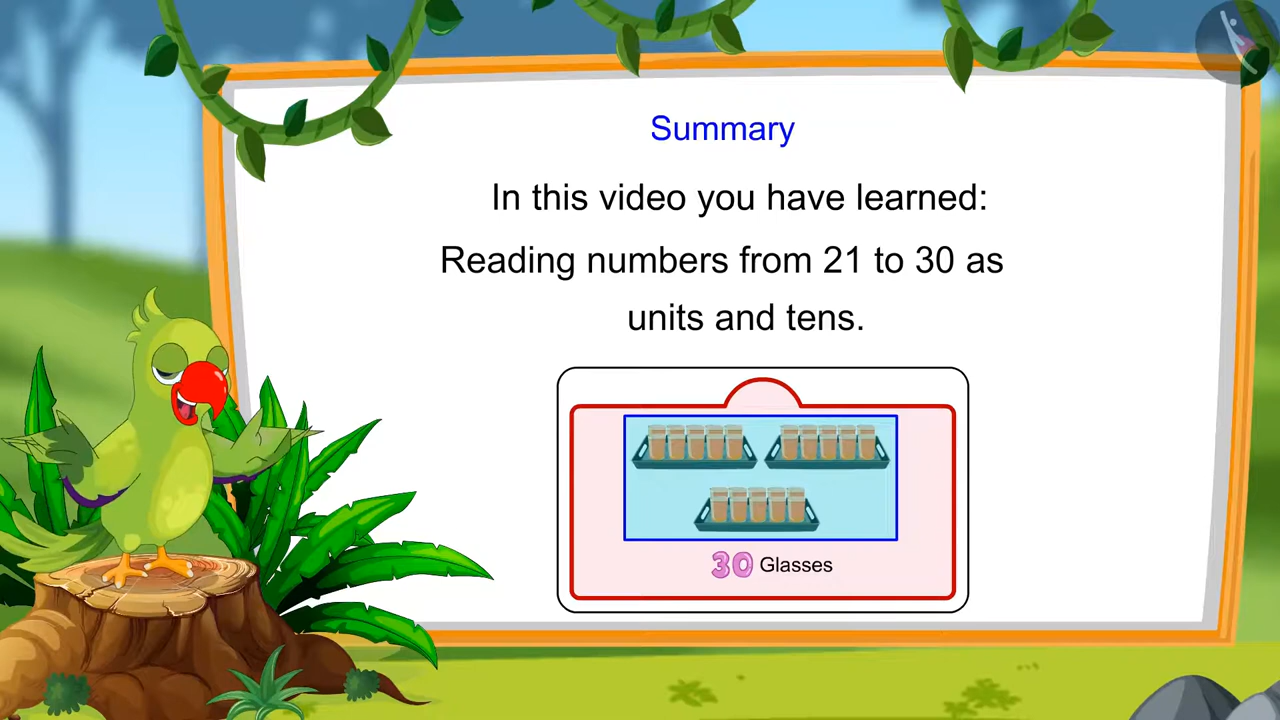 Summary
In this video you have learned:
Reading numbers from 21 to 30 as
units and tens.
30 Glasses